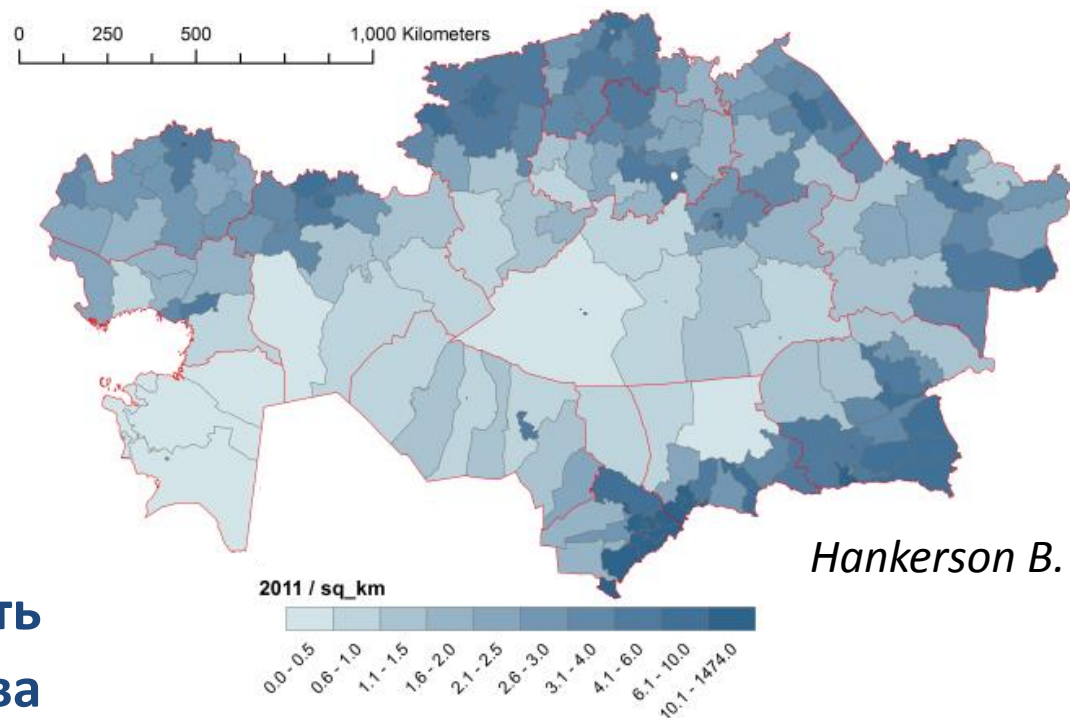 0 250 500 1,000 Kilometers
Hankerson B.
2011 / sq_km
0.0 - 0.5
0.6 - 1.0
1.1 - 1.5
1.6 - 2.0
2.1 - 2.5
2.6 - 3.0
3.1 - 4.0
4.1 - 6.0
6.1 - 10.0
10.1 - 1474.0
ть
ва